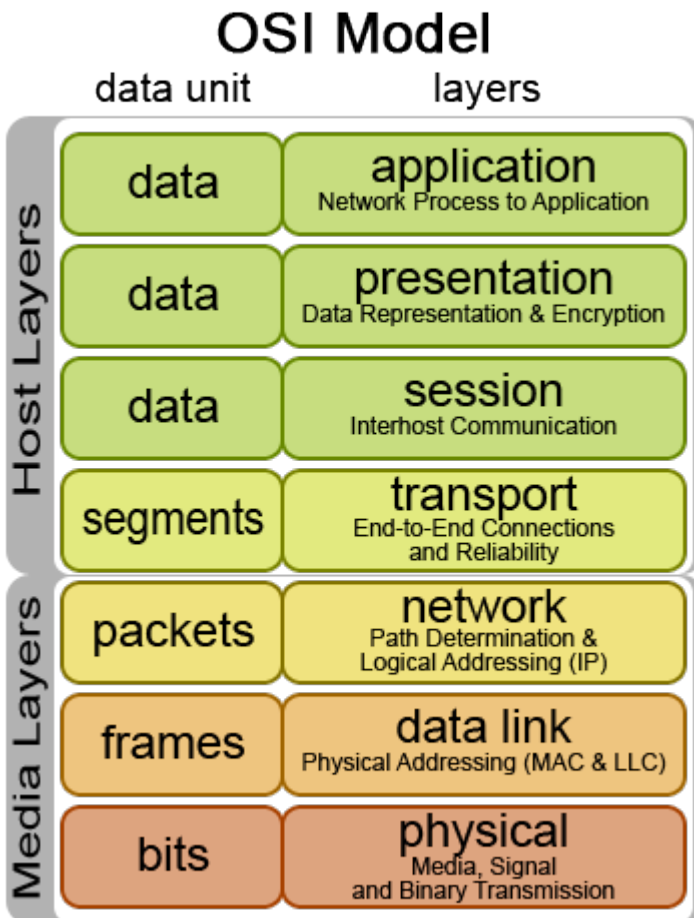 OSI Model
data unit layers
Host Layers
data application
Network Process to Application
data presentation
Data Representation & Encryption
data session
Interhost Communication
segments transport
End-to-End Connections
and Reliability
Media Layers
packets network
Path Determination &
Logical Addressing (IP)
frames data link
Physical Addressing (MAC & LLC)
bits physical
Media, Signal
and Binary Transmission